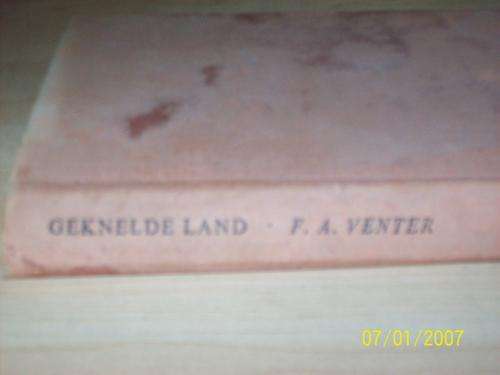 GEKNELDE LAND · F. A. VENTER
07/01/2007